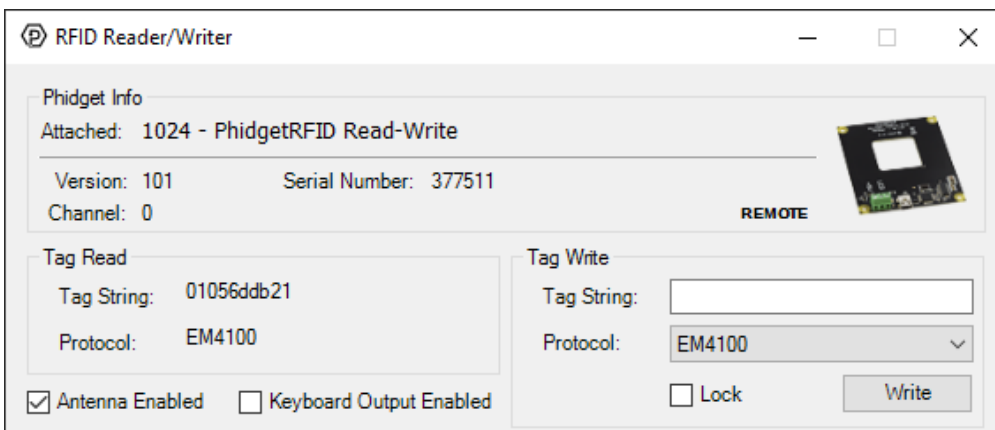 RFID Reader/Writer
Phidget Info
Attached: 1024 - PhidgetRFID Read-Write
Version: 101 Serial Number: 377511
Channel: 0
REMOTE
Tag Read
Tag String: 01056ddb21
Protocol: EM4100
Antenna Enabled Keyboard Output Enabled
Tag Write
Tag String:
Protocol: EM4100
Lock Write